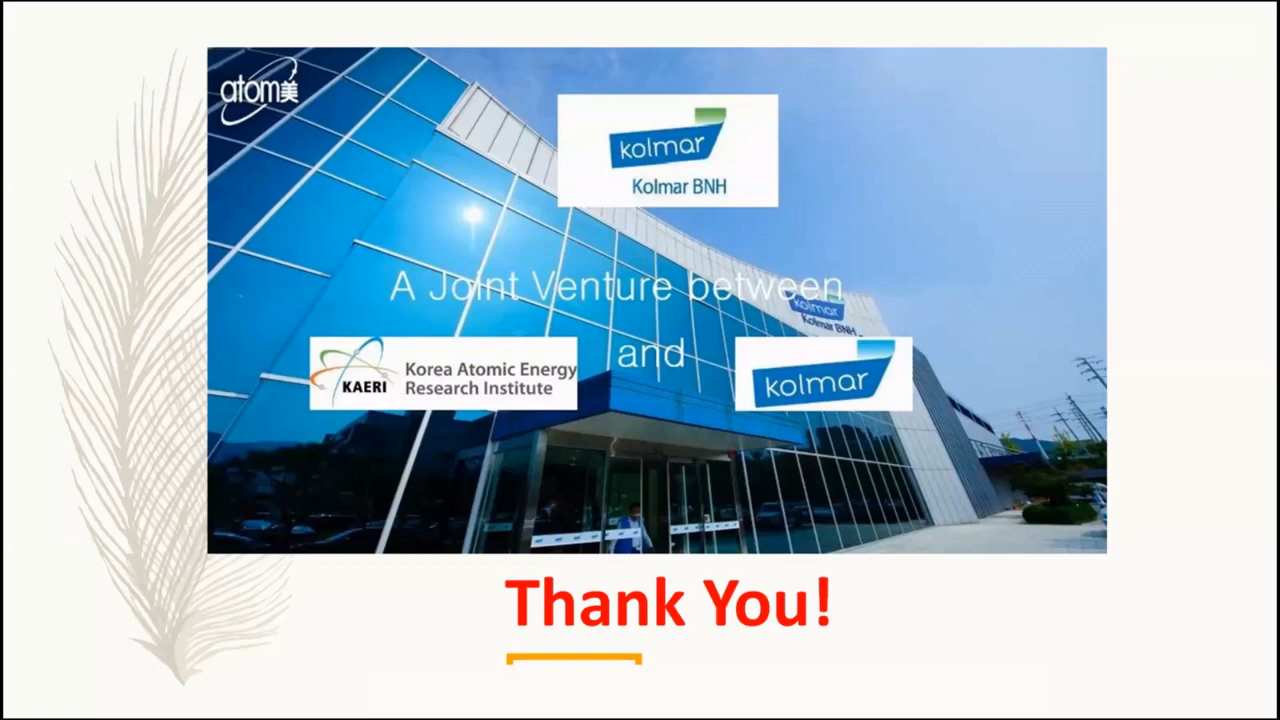 atom美
kolmar
Kolmar BNH
A Joint Venture between
kolmar
Kolmar BNH
KAERI
Korea Atomic Energy
Research Institute
and
kolmar
Thank You!